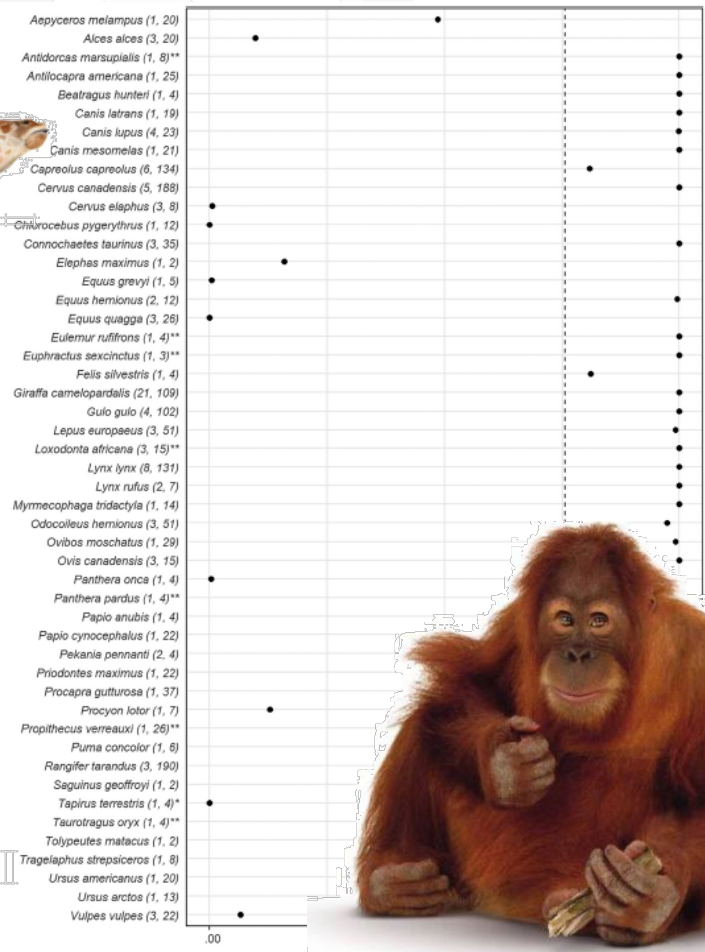 Aepyceros melampus (1, 20)
Alces alces (3, 20)
Antidorcas marsupialis (1, 8)**
Antilocapra americana (1, 25)
Beatragus hunteri (1, 4)
Canis latrans (1, 19)
Canis lupus (4, 23)
Canis mesomelas (1, 21)
Capreolus capreolus (6, 134)
Cervus canadensis (5, 188)
Cervus elaphus (3, 8)
Chlorocebus pygerythrus (1, 12)
Connochaetes taurinus (3, 35)
Elephas maximus (1, 2)
Equus grevyi (1, 5)
Equus hemionus (2, 12)
Equus quagga (3, 26)
Eulemur rufifrons (1, 4)**
Euphractus sexcinctus (1, 3)**
Felis silvestris (1, 4)
Giraffa camelopardalis (21, 109)
Gulo gulo (4, 102)
Lepus europaeus (3, 51)
Loxodonta africana (3, 15)**
Lynx lynx (8, 131)
Lynx rufus (2, 7)
Myrmecophaga tridactyla (1, 14)
Odocoileus hemionus (3, 51)
Ovibos moschatus (1, 29)
Ovis canadensis (3, 15)
Panthera onca (1, 4)
Panthera pardus (1, 4)**
Papio anubis (1, 4)
Papio cynocephalus (1, 22)
Pekania pennanti (2, 4)
Priodontes maximus (1, 22)
Procapra gutturosa (1, 37)
Procyon lotor (1, 7)
Propithecus verreauxi (1, 26)**
Puma concolor (1, 6)
Rangifer tarandus (3, 190)
Saguinus geoffroyi (1, 2)
Tapirus terrestris (1, 4)*
Taurotragus oryx (1, 4)**
Tolypeutes matacus (1, 2)
Tragelaphus strepsiceros (1, 8)
Ursus americanus (1, 20)
Ursus arctos (1, 13)
Vulpes vulpes (3, 22)
.00